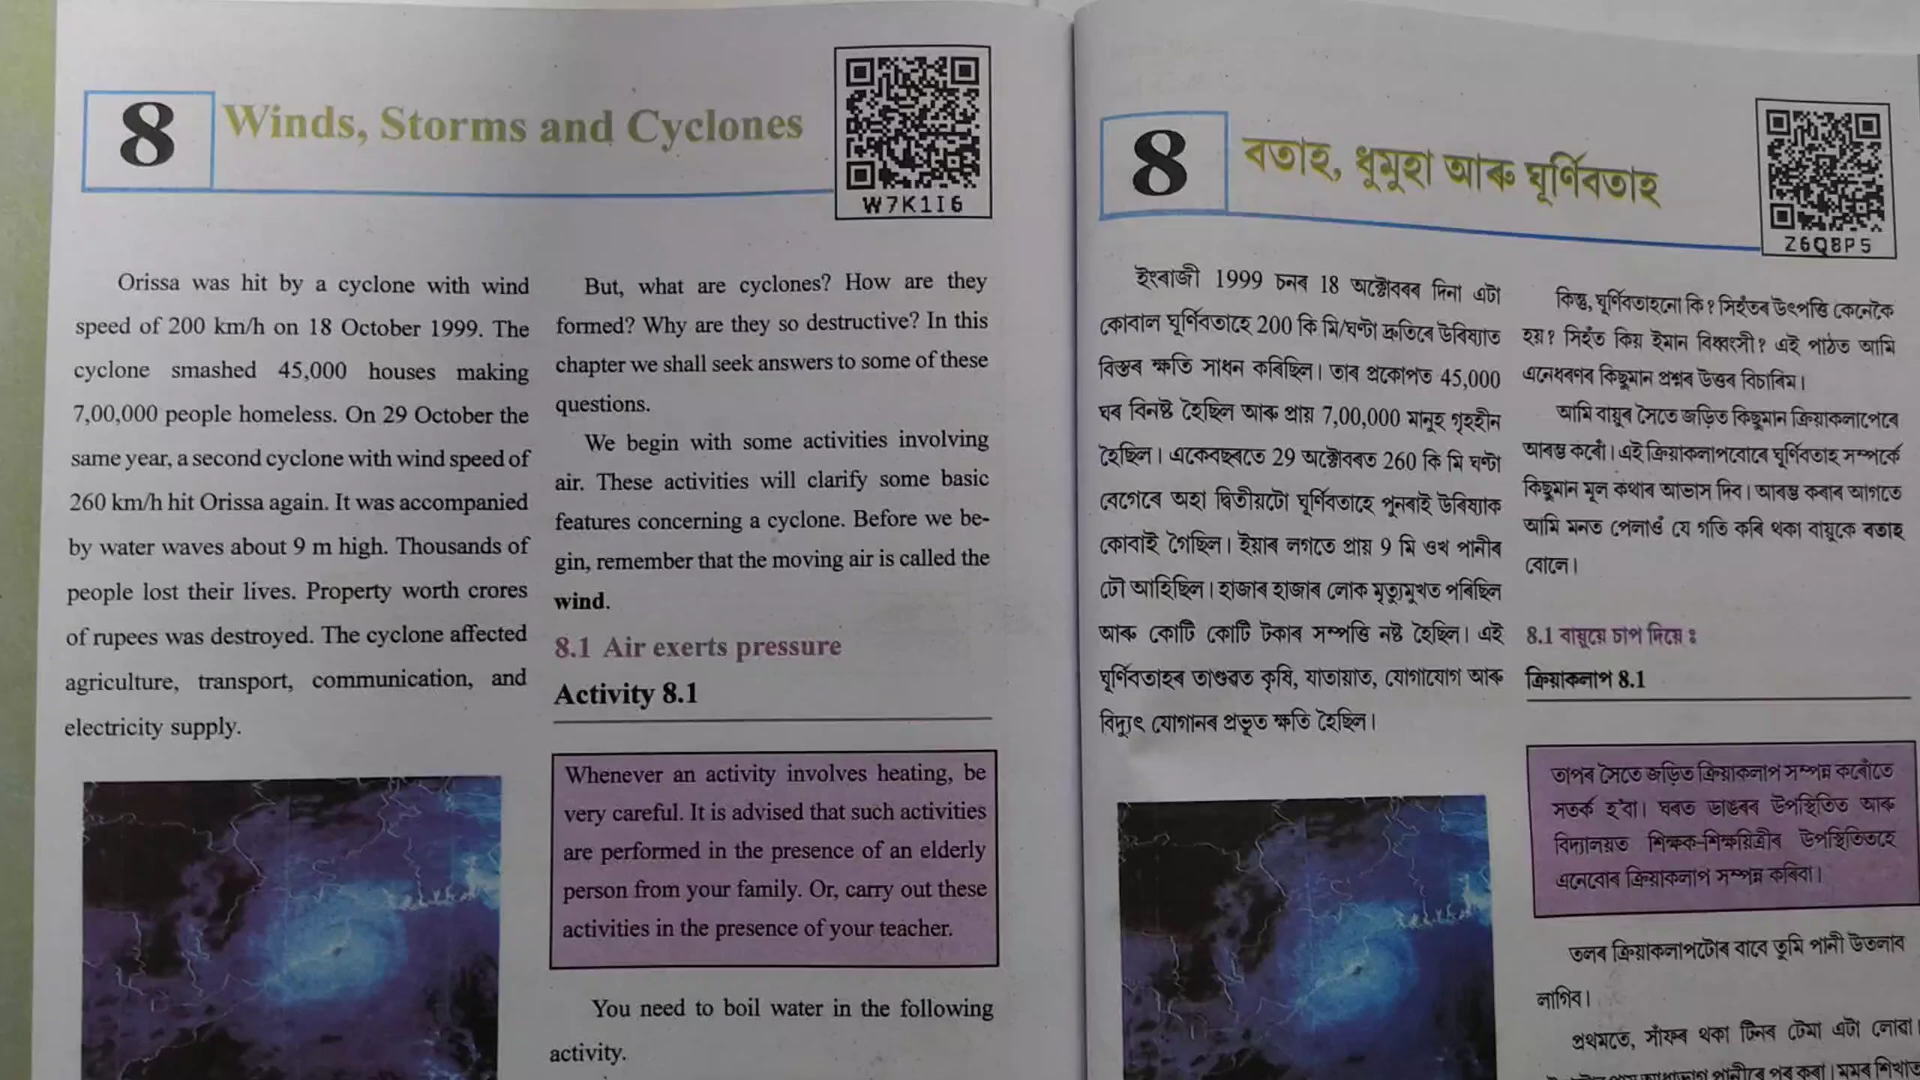 8
Winds, Storms and Cyclones
W7K1I6
Orissa was hit by a cyclone with wind
speed of 200 km/h on 18 October 1999. The
cyclone smashed 45,000 houses making
7,00,000 people homeless. On 29 October the
same year, a second cyclone with wind speed of
260 km/h hit Orissa again. It was accompanied
by water waves about 9 m high. Thousands of
people lost their lives. Property worth crores
of rupees was destroyed. The cyclone affected
agriculture, transport, communication, and
electricity supply.
But, what are cyclones? How are they
formed? Why are they so destructive? In this
chapter we shall seek answers to some of these
questions.
We begin with some activities involving
air. These activities will clarify some basic
features concerning a cyclone. Before we be-
gin, remember that the moving air is called the
wind.
8.1 Air exerts pressure
Activity 8.1
Whenever an activity involves heating, be
very careful. It is advised that such activities
are performed in the presence of an elderly
person from your family. Or, carry out these
activities in the presence of your teacher.
You need to boil water in the following
activity.
8
বতাহ, ধুমুহা আৰু ঘূৰ্ণিবতাহ
Z6Q8P5
ইংৰাজী 1999 চনৰ 18 অক্টোবৰৰ দিনা এটা
কোবাল ঘূৰ্ণিবতাহে 200 কি মি/ঘণ্টা দ্ৰুতিৰে উৰিষ্যাত
বিস্তৰ ক্ষতি সাধন কৰিছিল। তাৰ প্ৰকোপত 45,000
ঘৰ বিনষ্ট হৈছিল আৰু প্ৰায় 7,00,000 মানুহ গৃহহীন
হৈছিল। একেবছৰতে 29 অক্টোবৰত 260 কি মি ঘণ্টা
বেগেৰে অহা দ্বিতীয়টো ঘূৰ্ণিবতাহে পুনৰাই উৰিষ্যাক
কোবাই গৈছিল। ইয়াৰ লগতে প্ৰায় 9 মি ওখ পানীৰ
ঢৌ আহিছিল। হাজাৰ হাজাৰ লোক মৃত্যুমুখত পৰিছিল
আৰু কোটি কোটি টকাৰ সম্পত্তি নষ্ট হৈছিল। এই
ঘূৰ্ণিবতাহৰ তাণ্ডৱত কৃষি, যাতায়াত, যোগাযোগ আৰু
বিদ্যুৎ যোগানৰ প্ৰভূত ক্ষতি হৈছিল।
কিন্তু, ঘূৰ্ণিবতাহনো কি? সিহঁতৰ উৎপত্তি কেনেকৈ
হয়? সিহঁত কিয় ইমান বিধ্বংসী? এই পাঠত আমি
এনেধৰণৰ কিছুমান প্ৰশ্নৰ উত্তৰ বিচাৰিম।
আমি বায়ুৰ সৈতে জড়িত কিছুমান ক্ৰিয়াকলাপেৰে
আৰম্ভ কৰোঁ। এই ক্ৰিয়াকলাপবোৰে ঘূৰ্ণিবতাহ সম্পৰ্কে
কিছুমান মূল কথাৰ আভাস দিব। আৰম্ভ কৰাৰ আগতে
আমি মনত পেলাওঁ যে গতি কৰি থকা বায়ুকে বতাহ
বোলে।
8.1 বায়ুৱে চাপ দিয়ে ঃ
ক্ৰিয়াকলাপ 8.1
তাপৰ সৈতে জড়িত ক্ৰিয়াকলাপ সম্পন্ন কৰোঁতে
সতৰ্ক হ'বা। ঘৰত ডাঙৰৰ উপস্থিতিত আৰু
বিদ্যালয়ত শিক্ষক-শিক্ষয়িত্ৰীৰ উপস্থিতিতহে
এনেবোৰ ক্ৰিয়াকলাপ সম্পন্ন কৰিবা।
তলৰ ক্ৰিয়াকলাপটোৰ বাবে তুমি পানী উতলাব
লাগিব।
প্ৰথমতে, সাঁফৰ থকা টিনৰ টেমা এটা লোৱা।